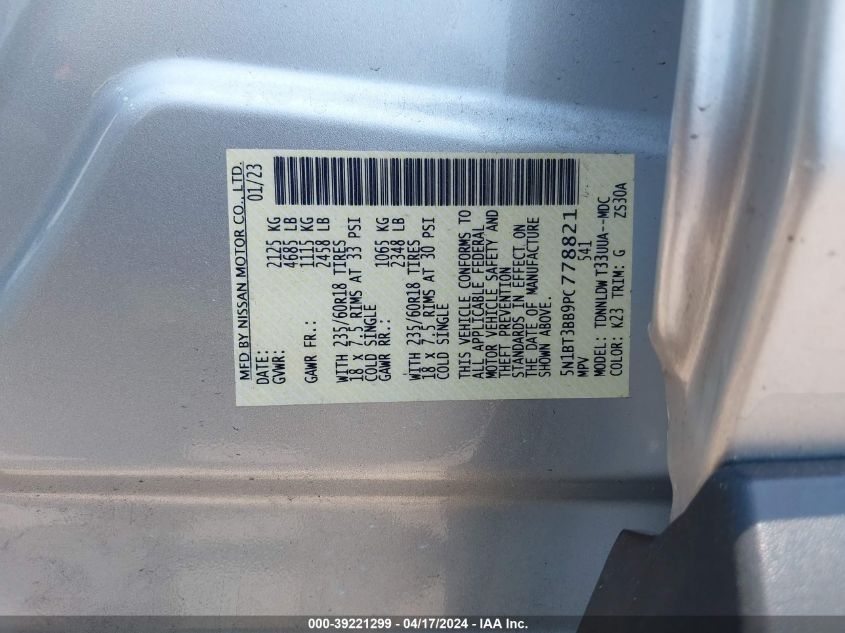 MFD BY NISSAN MOTOR CO., LTD.
DATE: 01/23
GVWR: 2125 KG
4685 LB
GAWR FR.: 1115 KG
2458 LB
WITH 235/60R18 TIRES
18 x 7.5 RIMS AT 33 PSI
COLD SINGLE
GAWR RR.: 1065 KG
2348 LB
WITH 235/60R18 TIRES
18 x 7.5 RIMS AT 30 PSI
COLD SINGLE
THIS VEHICLE CONFORMS TO
ALL APPLICABLE FEDERAL
MOTOR VEHICLE SAFETY AND
THEFT PREVENTION
STANDARDS IN EFFECT ON
THE DATE OF MANUFACTURE
SHOWN ABOVE.
5N1BT3BB9PC778821
MPV 541
MODEL: TDNNLDW T33UUA--MDC
COLOR: K23 TRIM: G ZS30A
000-39221299 - 04/17/2024 - IAA Inc.